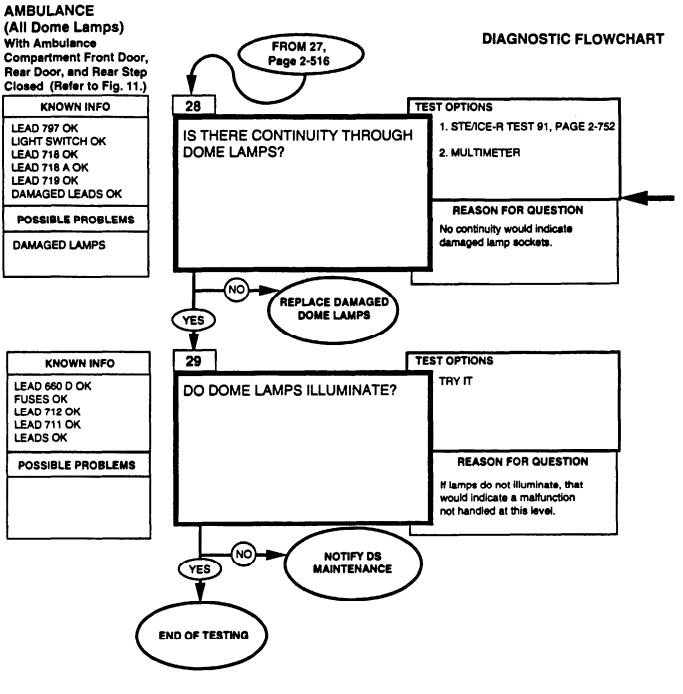 AMBULANCE
(All Dome Lamps)
With Ambulance
Compartment Front Door,
Rear Door, and Rear Step
Closed (Refer to Fig. 11.)
FROM 27,
Page 2-516
DIAGNOSTIC FLOWCHART
KNOWN INFO
LEAD 797 OK
LIGHT SWITCH OK
LEAD 718 OK
LEAD 718 A OK
LEAD 719 OK
DAMAGED LEADS OK
POSSIBLE PROBLEMS
DAMAGED LAMPS
28
IS THERE CONTINUITY THROUGH
DOME LAMPS?
TEST OPTIONS
1. STE/ICE-R TEST 91, PAGE 2-752
2. MULTIMETER
REASON FOR QUESTION
No continuity would indicate
damaged lamp sockets.
NO
REPLACE DAMAGED
DOME LAMPS
YES
KNOWN INFO
LEAD 660 D OK
FUSES OK
LEAD 712 OK
LEAD 711 OK
LEADS OK
POSSIBLE PROBLEMS
29
DO DOME LAMPS ILLUMINATE?
TEST OPTIONS
TRY IT
REASON FOR QUESTION
If lamps do not illuminate, that
would indicate a malfunction
not handled at this level.
NO
NOTIFY DS
MAINTENANCE
YES
END OF TESTING